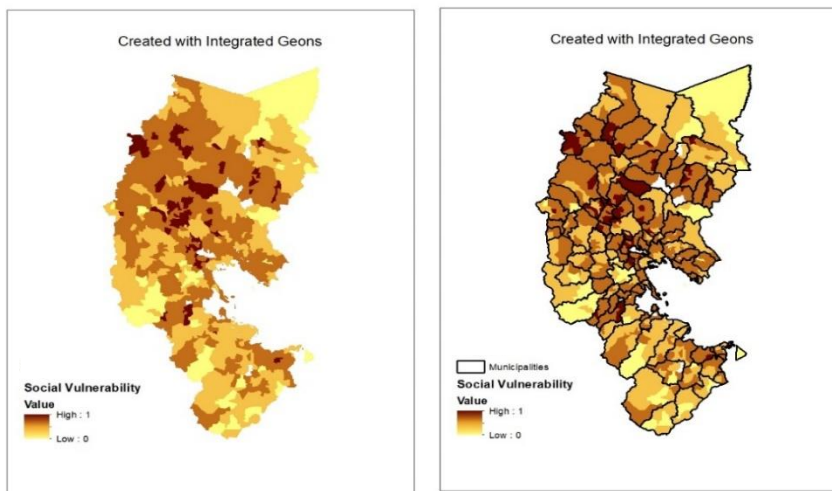 Created with Integrated Geons
Social Vulnerability
Value
High : 1
Low : 0
Created with Integrated Geons
Municipalities
Social Vulnerability
Value
High : 1
Low : 0